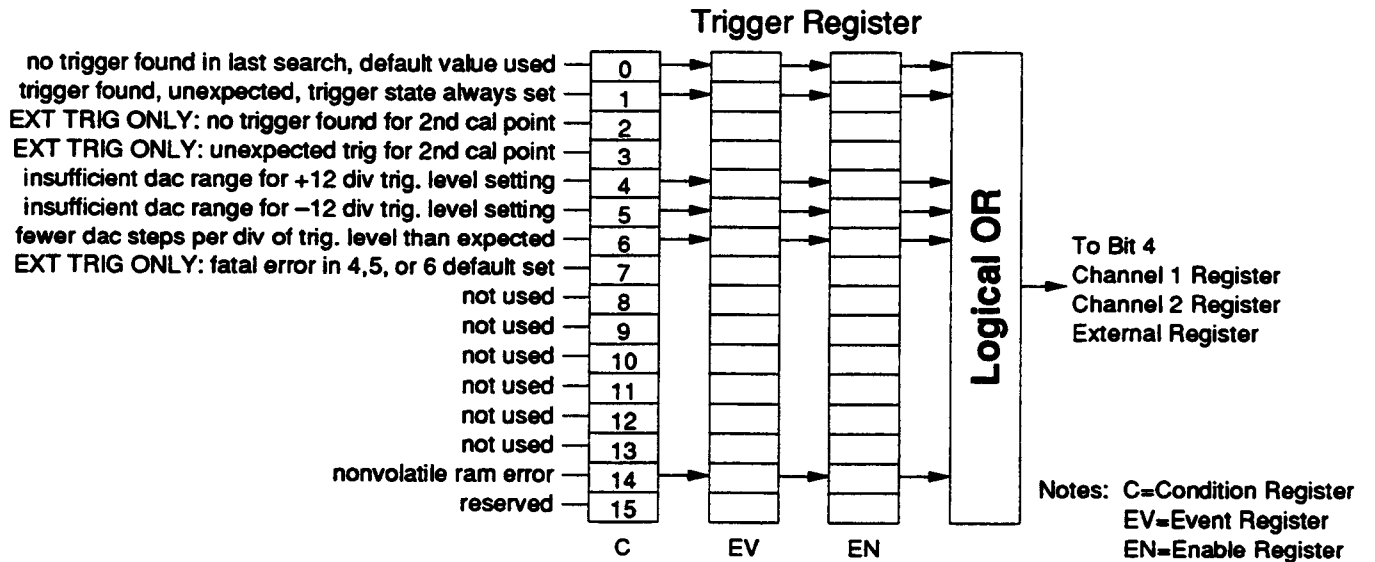 Trigger Register
no trigger found in last search, default value used 0
trigger found, unexpected, trigger state always set 1
EXT TRIG ONLY: no trigger found for 2nd cal point 2
EXT TRIG ONLY: unexpected trig for 2nd cal point 3
insufficient dac range for +12 div trig. level setting 4
insufficient dac range for –12 div trig. level setting 5
fewer dac steps per div of trig. level than expected 6
EXT TRIG ONLY: fatal error in 4,5, or 6 default set 7
not used 8
not used 9
not used 10
not used 11
not used 12
not used 13
nonvolatile ram error 14
reserved 15
C EV EN
Logical OR
To Bit 4
Channel 1 Register
Channel 2 Register
External Register
Notes: C=Condition Register
EV=Event Register
EN=Enable Register